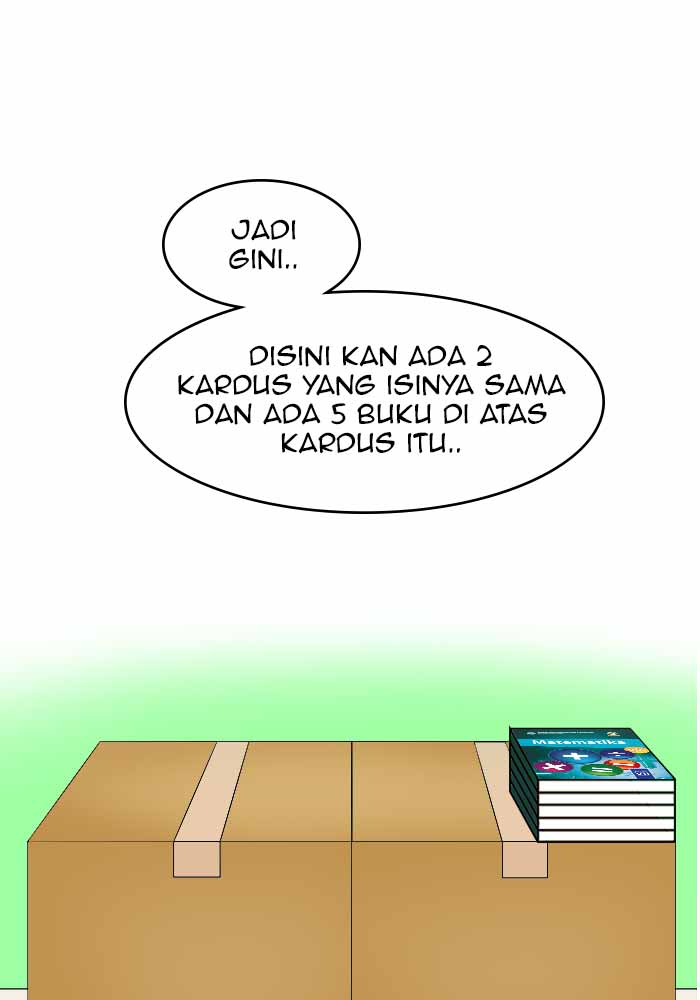 JADI
GINI..
DISINI KAN ADA 2
KARDUS YANG ISINYA SAMA
DAN ADA 5 BUKU DI ATAS
KARDUS ITU..
Matematika
VII